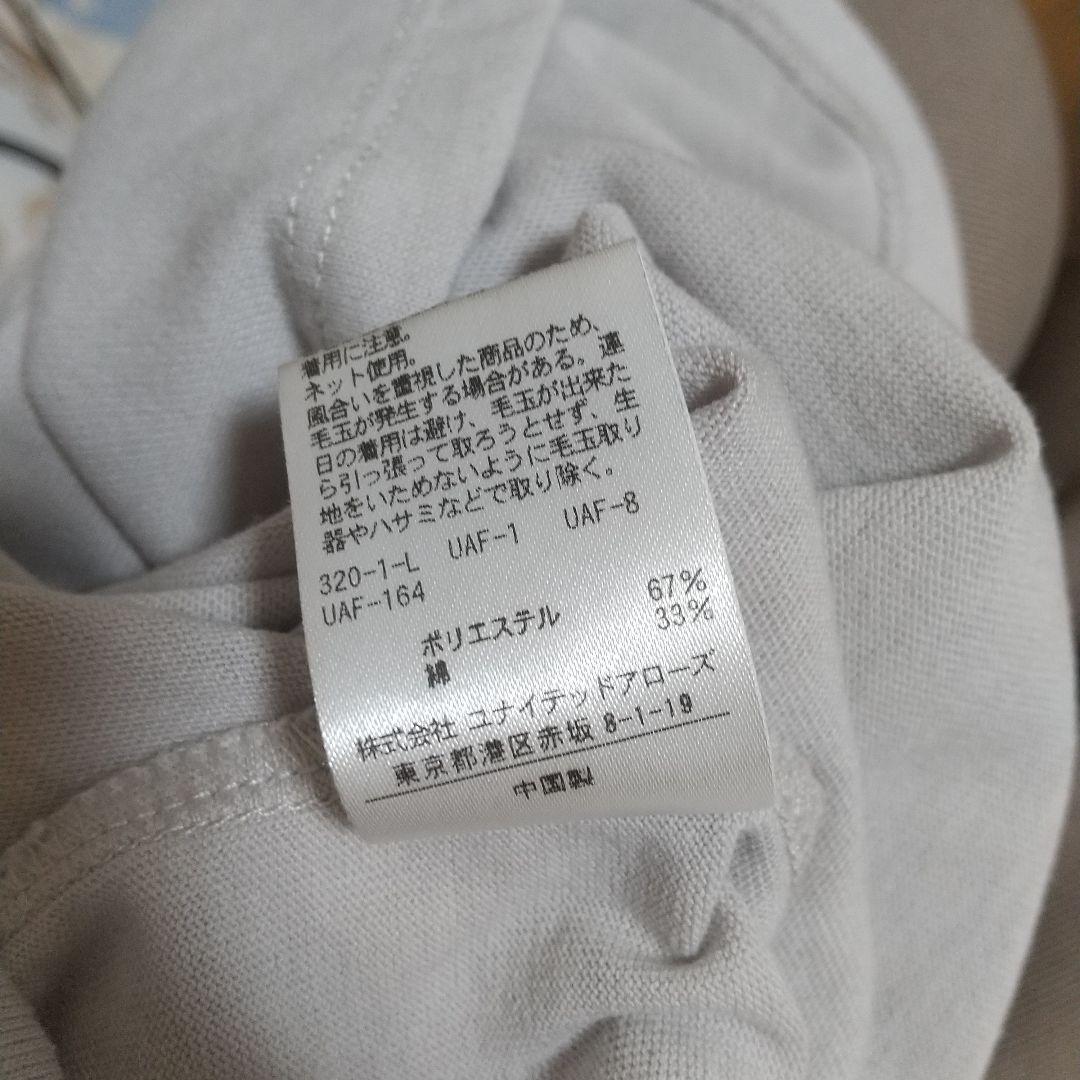 着用に注意。
ネット使用。
風合いを重視した商品のため、
毛玉が発生する場合がある。連
日の着用は避け、毛玉が出来た
ら引っ張って取ろうとせず、生
地をいためないように毛玉取り
器やハサミなどで取り除く。
320-1-L UAF-1 UAF-8
UAF-164
ポリエステル 67%
綿 33%
株式会社 ユナイテッドアローズ
東京都港区赤坂 8-1-19
中国製